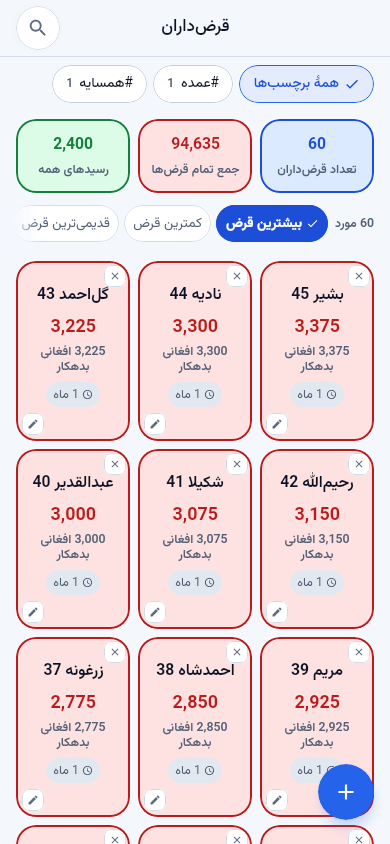 قرض‌داران
همهٔ برچسب‌ها
#عمده 1
#همسایه 1
60
تعداد قرض‌داران
94,635
جمع تمام قرض‌ها
2,400
رسیدهای همه
60 مورد
بیشترین قرض
کمترین قرض
قدیمی‌ترین قرض
بشیر 45
3,375
3,375 افغانی
بدهکار
1 ماه
نادیه 44
3,300
3,300 افغانی
بدهکار
1 ماه
گل‌احمد 43
3,225
3,225 افغانی
بدهکار
1 ماه
رحیم‌الله 42
3,150
3,150 افغانی
بدهکار
1 ماه
شکیلا 41
3,075
3,075 افغانی
بدهکار
1 ماه
عبدالقدیر 40
3,000
3,000 افغانی
بدهکار
1 ماه
مریم 39
2,925
2,925 افغانی
بدهکار
1 ماه
احمدشاه 38
2,850
2,850 افغانی
بدهکار
1 ماه
زرغونه 37
2,775
2,775 افغانی
بدهکار
1 ماه